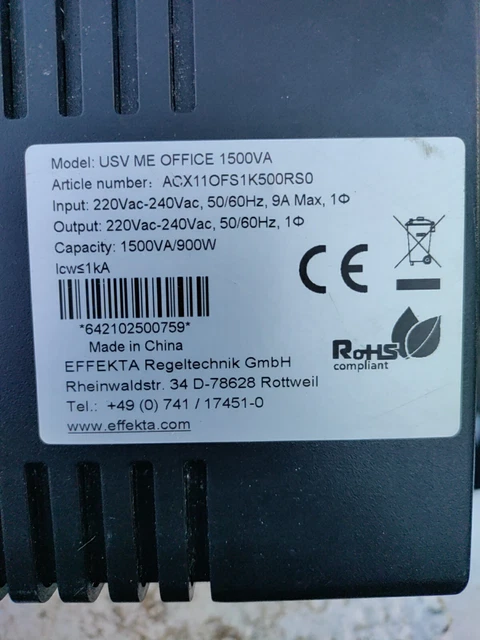 Model: USV ME OFFICE 1500VA
Article number: ACX11OFS1K500RS0
Input: 220Vac-240Vac, 50/60Hz, 9A Max, 1Φ
Output: 220Vac-240Vac, 50/60Hz, 1Φ
Capacity: 1500VA/900W
Icw≤1kA
CE
*642102500759*
Made in China
RoHS
compliant
EFFEKTA Regeltechnik GmbH
Rheinwaldstr. 34 D-78628 Rottweil
Tel.: +49 (0) 741 / 17451-0
www.effekta.com